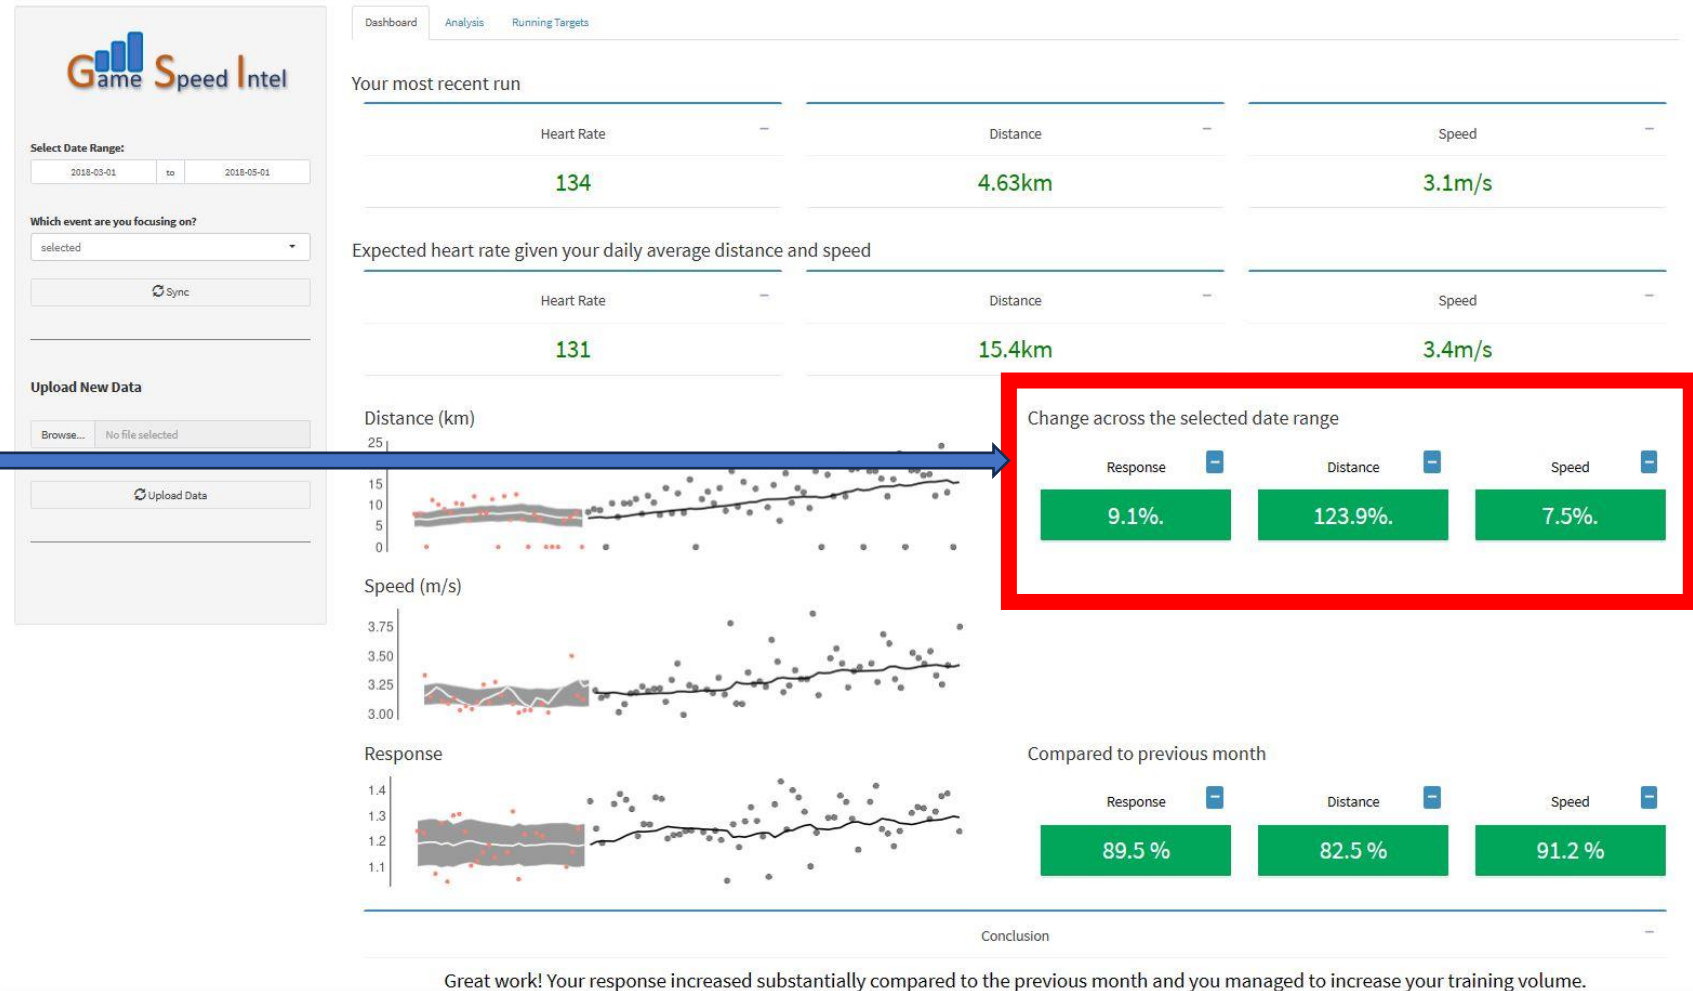 Game Speed Intel
Select Date Range:
2018-03-01 to 2018-05-01
Which event are you focusing on?
selected
Sync
Upload New Data
Browse... No file selected
Upload Data
Dashboard Analysis Running Targets
Your most recent run
Heart Rate Distance Speed
134 4.63km 3.1m/s
Expected heart rate given your daily average distance and speed
Heart Rate Distance Speed
131 15.4km 3.4m/s
Distance (km)
25
15
10
5
0
Change across the selected date range
Response Distance Speed
9.1%. 123.9%. 7.5%.
Speed (m/s)
3.75
3.50
3.25
3.00
Response
1.4
1.3
1.2
1.1
Compared to previous month
Response Distance Speed
89.5 % 82.5 % 91.2 %
Conclusion
Great work! Your response increased substantially compared to the previous month and you managed to increase your training volume.